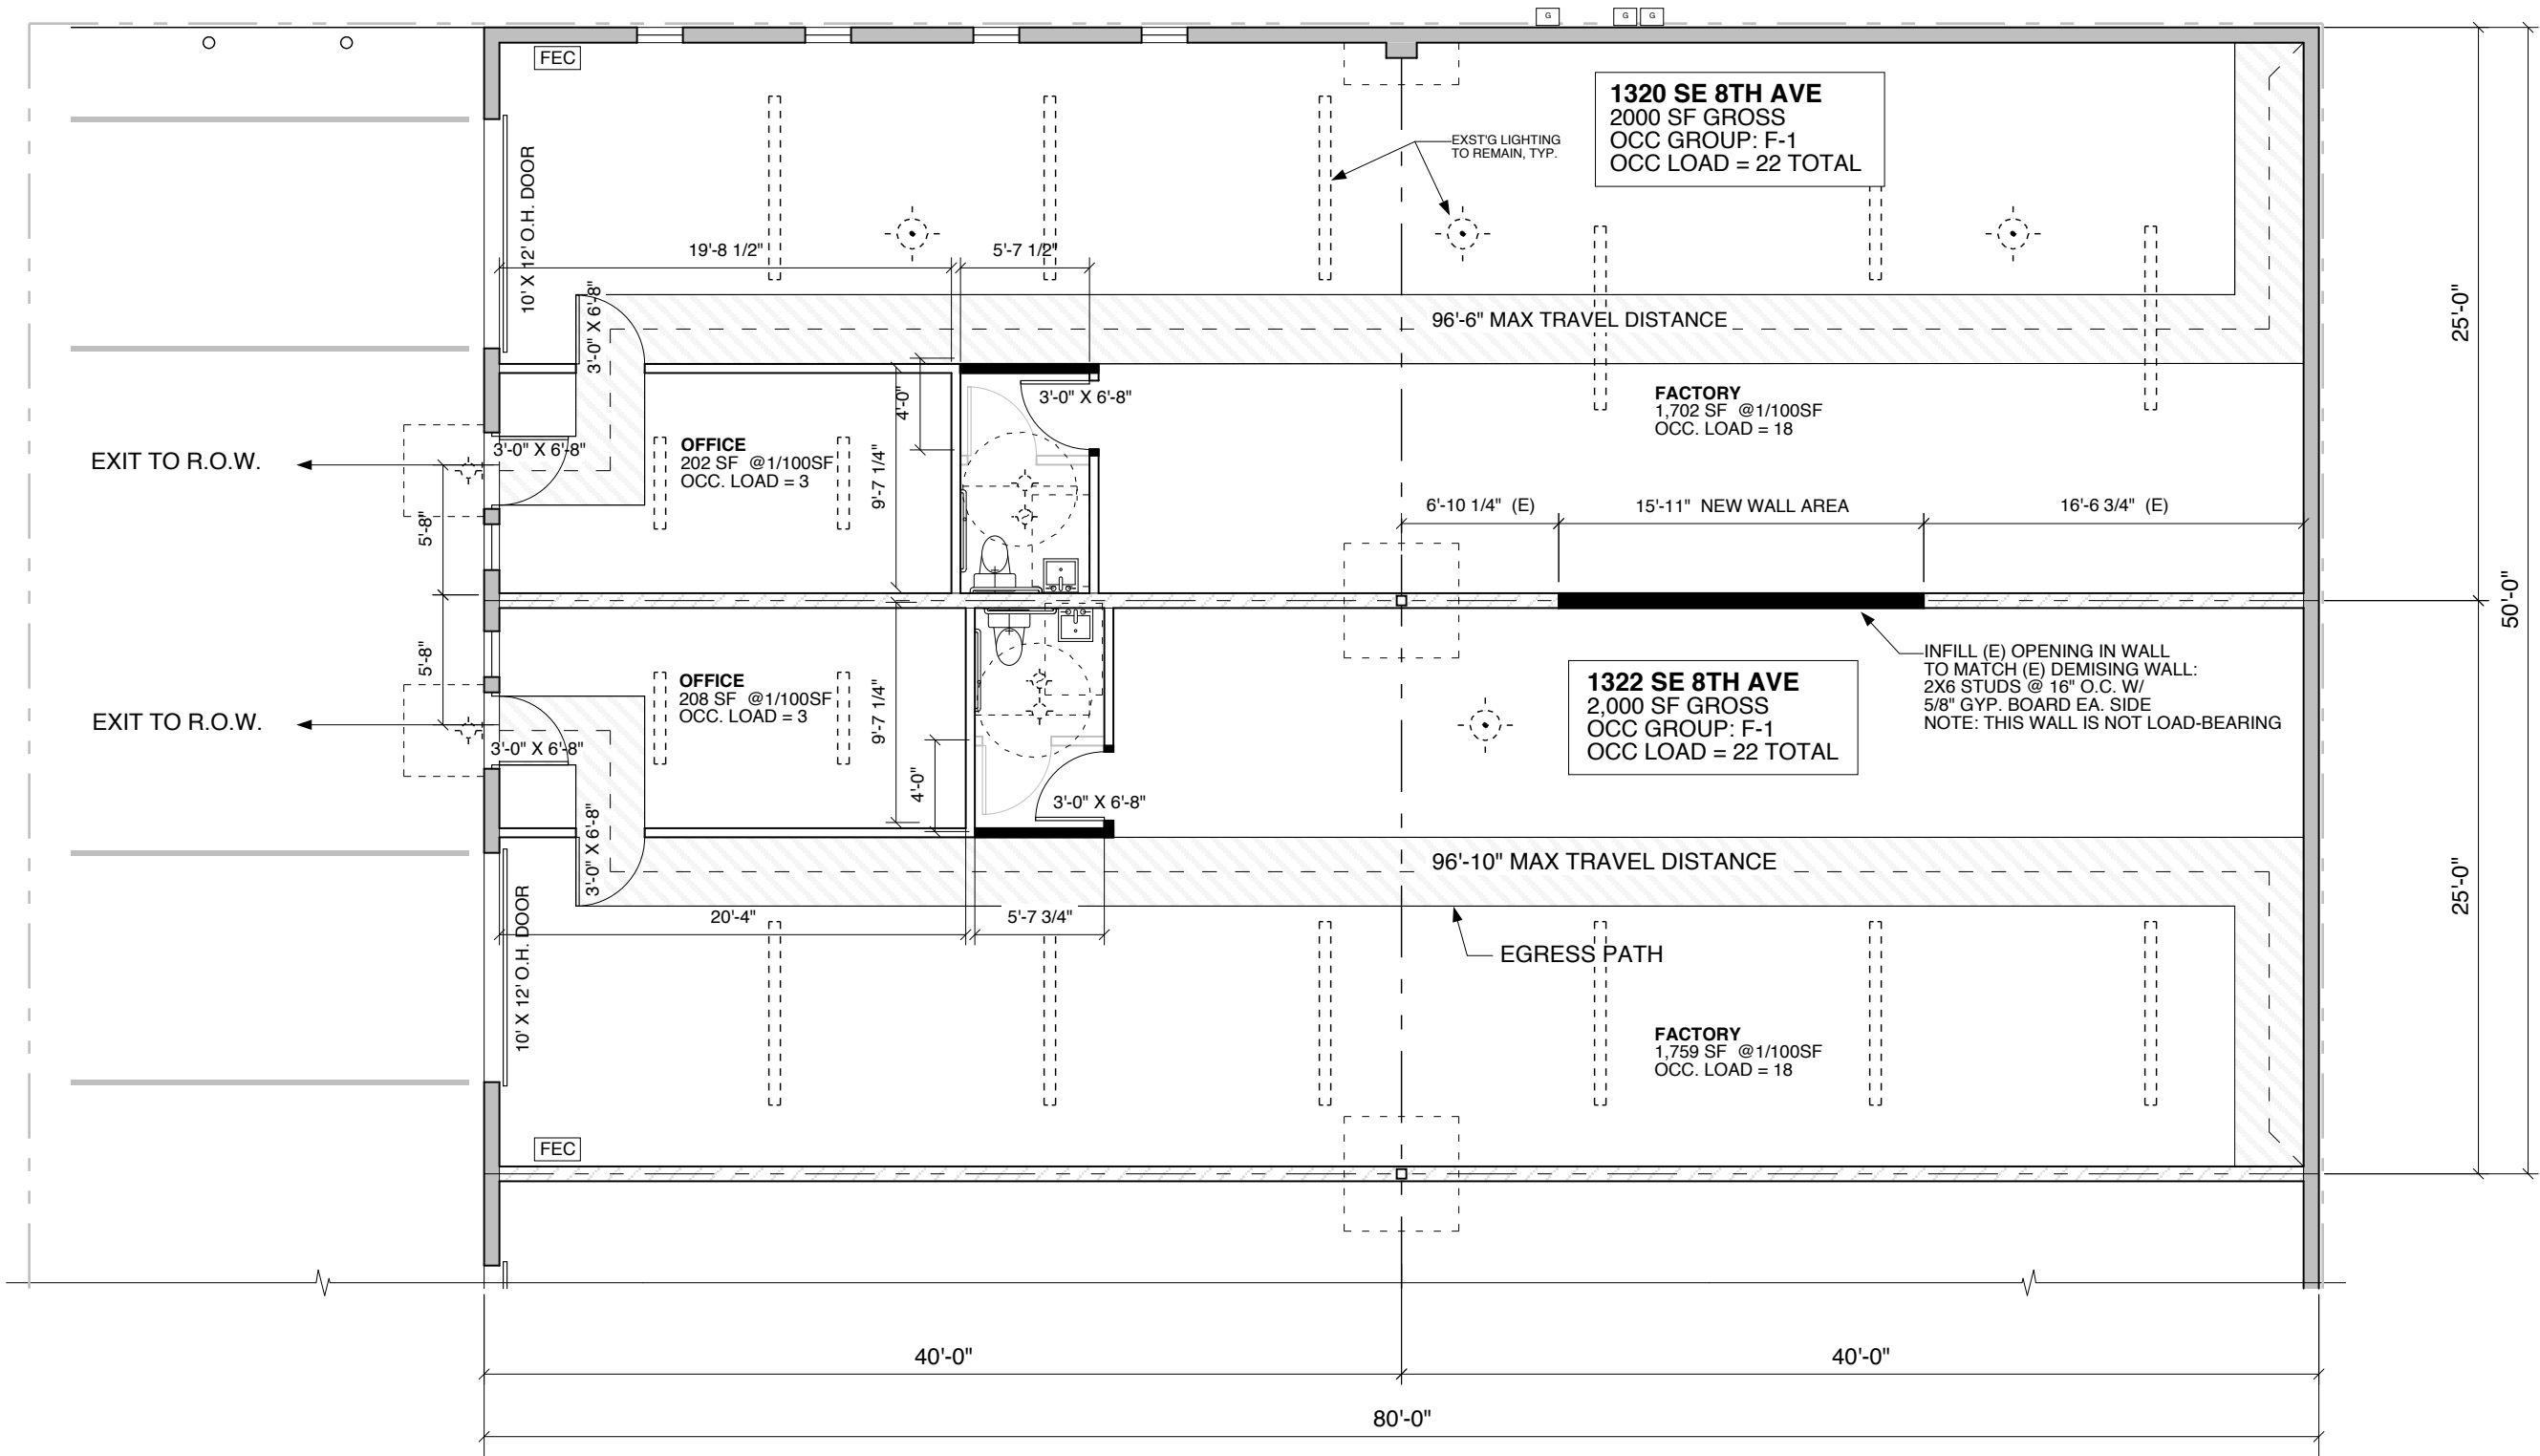 G
G
G
FEC
1320 SE 8TH AVE
2000 SF GROSS
OCC GROUP: F-1
OCC LOAD = 22 TOTAL
EXST'G LIGHTING
TO REMAIN, TYP.
10' X 12' O.H. DOOR
19'-8 1/2"
5'-7 1/2"
3'-0" X 6'-8"
96'-6" MAX TRAVEL DISTANCE
25'-0"
4'-0"
3'-0" X 6'-8"
FACTORY
1,702 SF @1/100SF
OCC. LOAD = 18
EXIT TO R.O.W.
3'-0" X 6'-8"
OFFICE
202 SF @1/100SF
OCC. LOAD = 3
9'-7 1/4"
5'-8"
6'-10 1/4" (E)
15'-11" NEW WALL AREA
16'-6 3/4" (E)
50'-0"
5'-8"
OFFICE
208 SF @1/100SF
OCC. LOAD = 3
9'-7 1/4"
1322 SE 8TH AVE
2,000 SF GROSS
OCC GROUP: F-1
OCC LOAD = 22 TOTAL
INFILL (E) OPENING IN WALL
TO MATCH (E) DEMISING WALL:
2X6 STUDS @ 16" O.C. W/
5/8" GYP. BOARD EA. SIDE
NOTE: THIS WALL IS NOT LOAD-BEARING
EXIT TO R.O.W.
3'-0" X 6'-8"
4'-0"
3'-0" X 6'-8"
3'-0" X 6'-8"
96'-10" MAX TRAVEL DISTANCE
25'-0"
20'-4"
5'-7 3/4"
10' X 12' O.H. DOOR
EGRESS PATH
FACTORY
1,759 SF @1/100SF
OCC. LOAD = 18
FEC
40'-0"
40'-0"
80'-0"